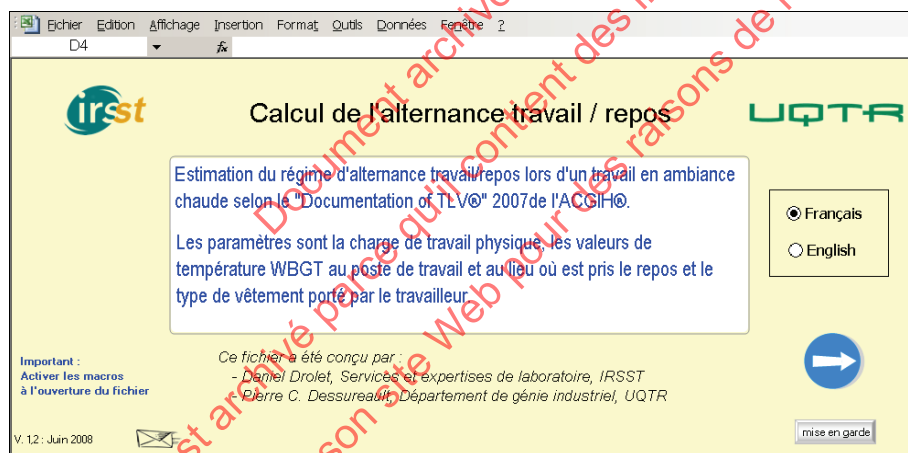 Fichier Edition Affichage Insertion Format Outils Données Fenêtre ?
D4 fx
irsst
Calcul de l'alternance travail / repos
UQTR
Estimation du régime d'alternance travail/repos lors d'un travail en ambiance
chaude selon le "Documentation of TLV®" 2007de l'ACGIH®.
Les paramètres sont la charge de travail physique, les valeurs de
température WBGT au poste de travail et au lieu où est pris le repos et le
type de vêtement porté par le travailleur.
Français
English
Important :
Activer les macros
à l'ouverture du fichier
Ce fichier a été conçu par :
- Daniel Drolet, Services et expertises de laboratoire, IRSST
- Pierre C. Dessureault, Département de génie industriel, UQTR
V. 1,2 : Juin 2008
mise en garde
Document archivé
est archivé parce qu'il contient des
son site Web pour des raisons de